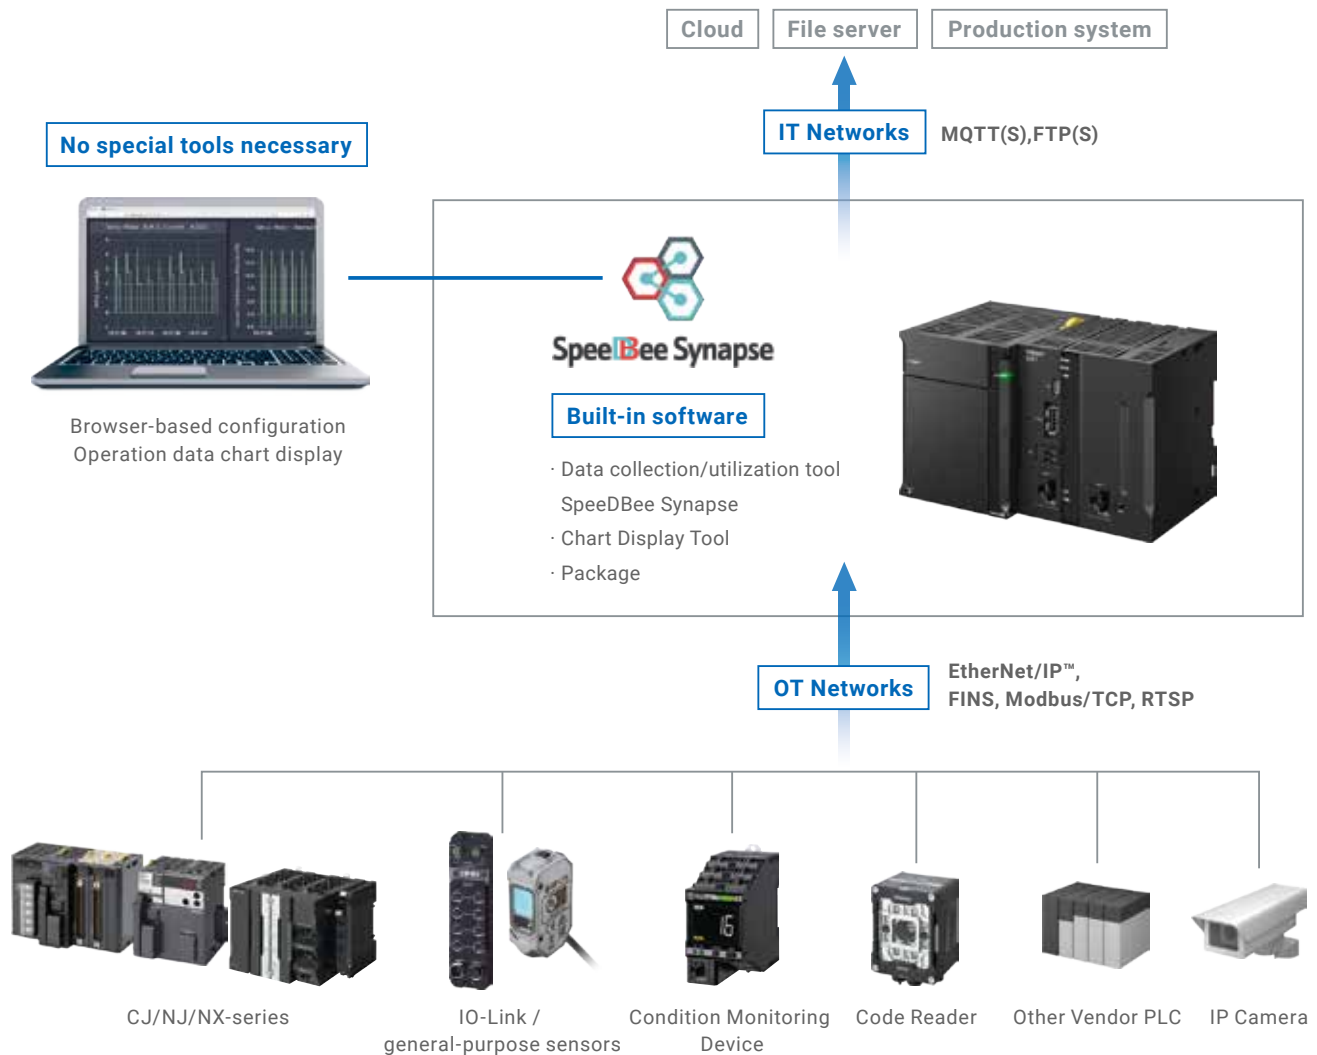 Cloud
File server
Production system
IT Networks
MQTT(S),FTP(S)
No special tools necessary
SpeeDBee Synapse
Browser-based configuration
Operation data chart display
Built-in software
· Data collection/utilization tool
SpeeDBee Synapse
· Chart Display Tool
· Package
OT Networks
EtherNet/IP™,
FINS, Modbus/TCP, RTSP
CJ/NJ/NX-series
IO-Link /
general-purpose sensors
Condition Monitoring
Device
Code Reader
Other Vendor PLC
IP Camera